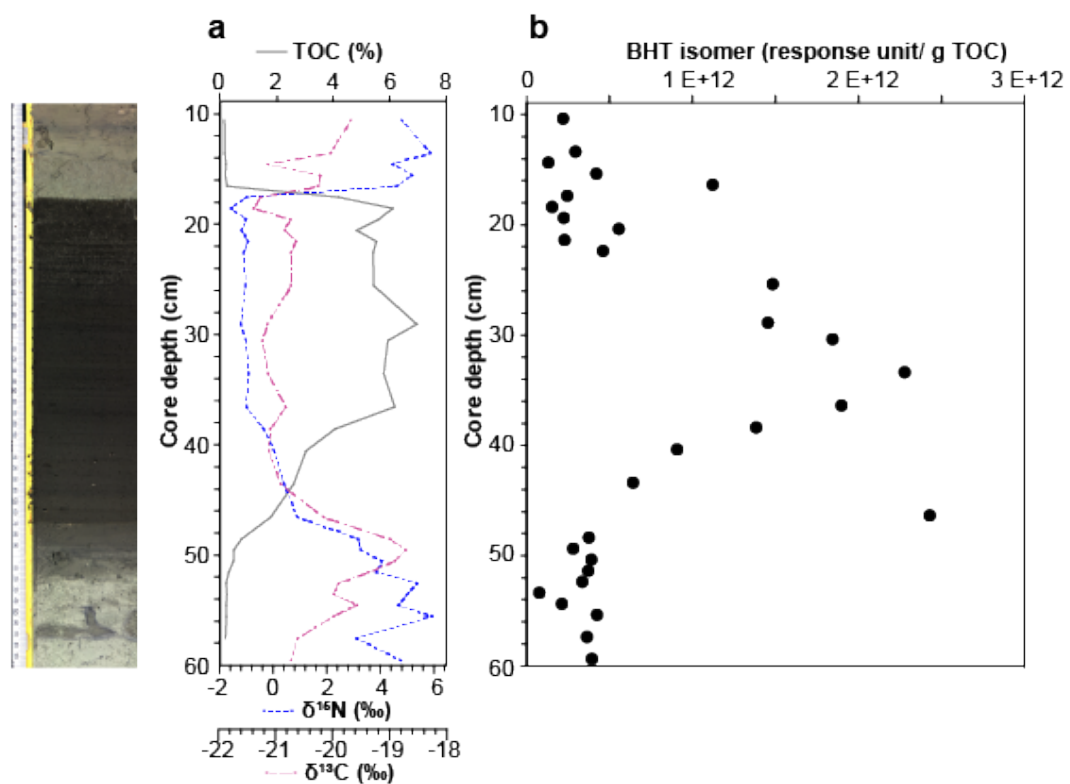 a
b
TOC (%)
BHT isomer (response unit/ g TOC)
0 2 4 6 8
0 1 E+12 2 E+12 3 E+12
10
20
30
40
50
60
Core depth (cm)
10
20
30
40
50
60
Core depth (cm)
-2 0 2 4 6
δ¹⁵N (‰)
-22 -21 -20 -19 -18
δ¹³C (‰)